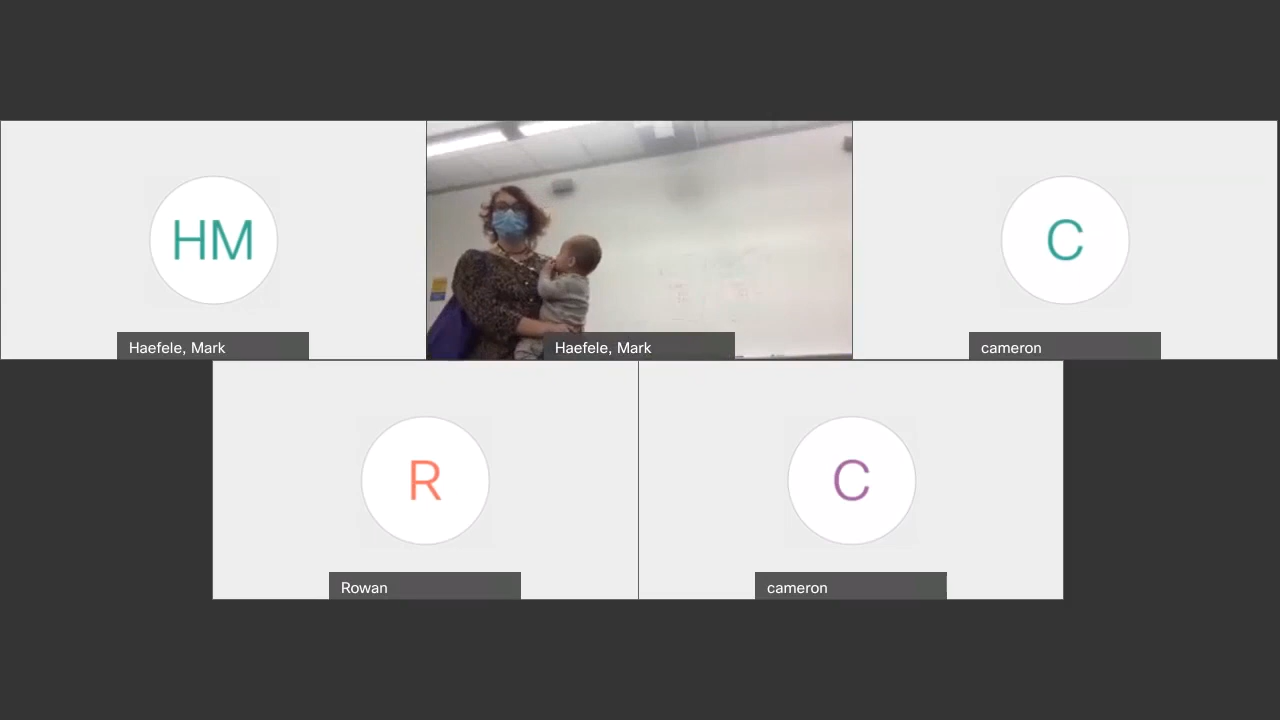 HM
Haefele, Mark
Haefele, Mark
C
cameron
R
Rowan
C
cameron